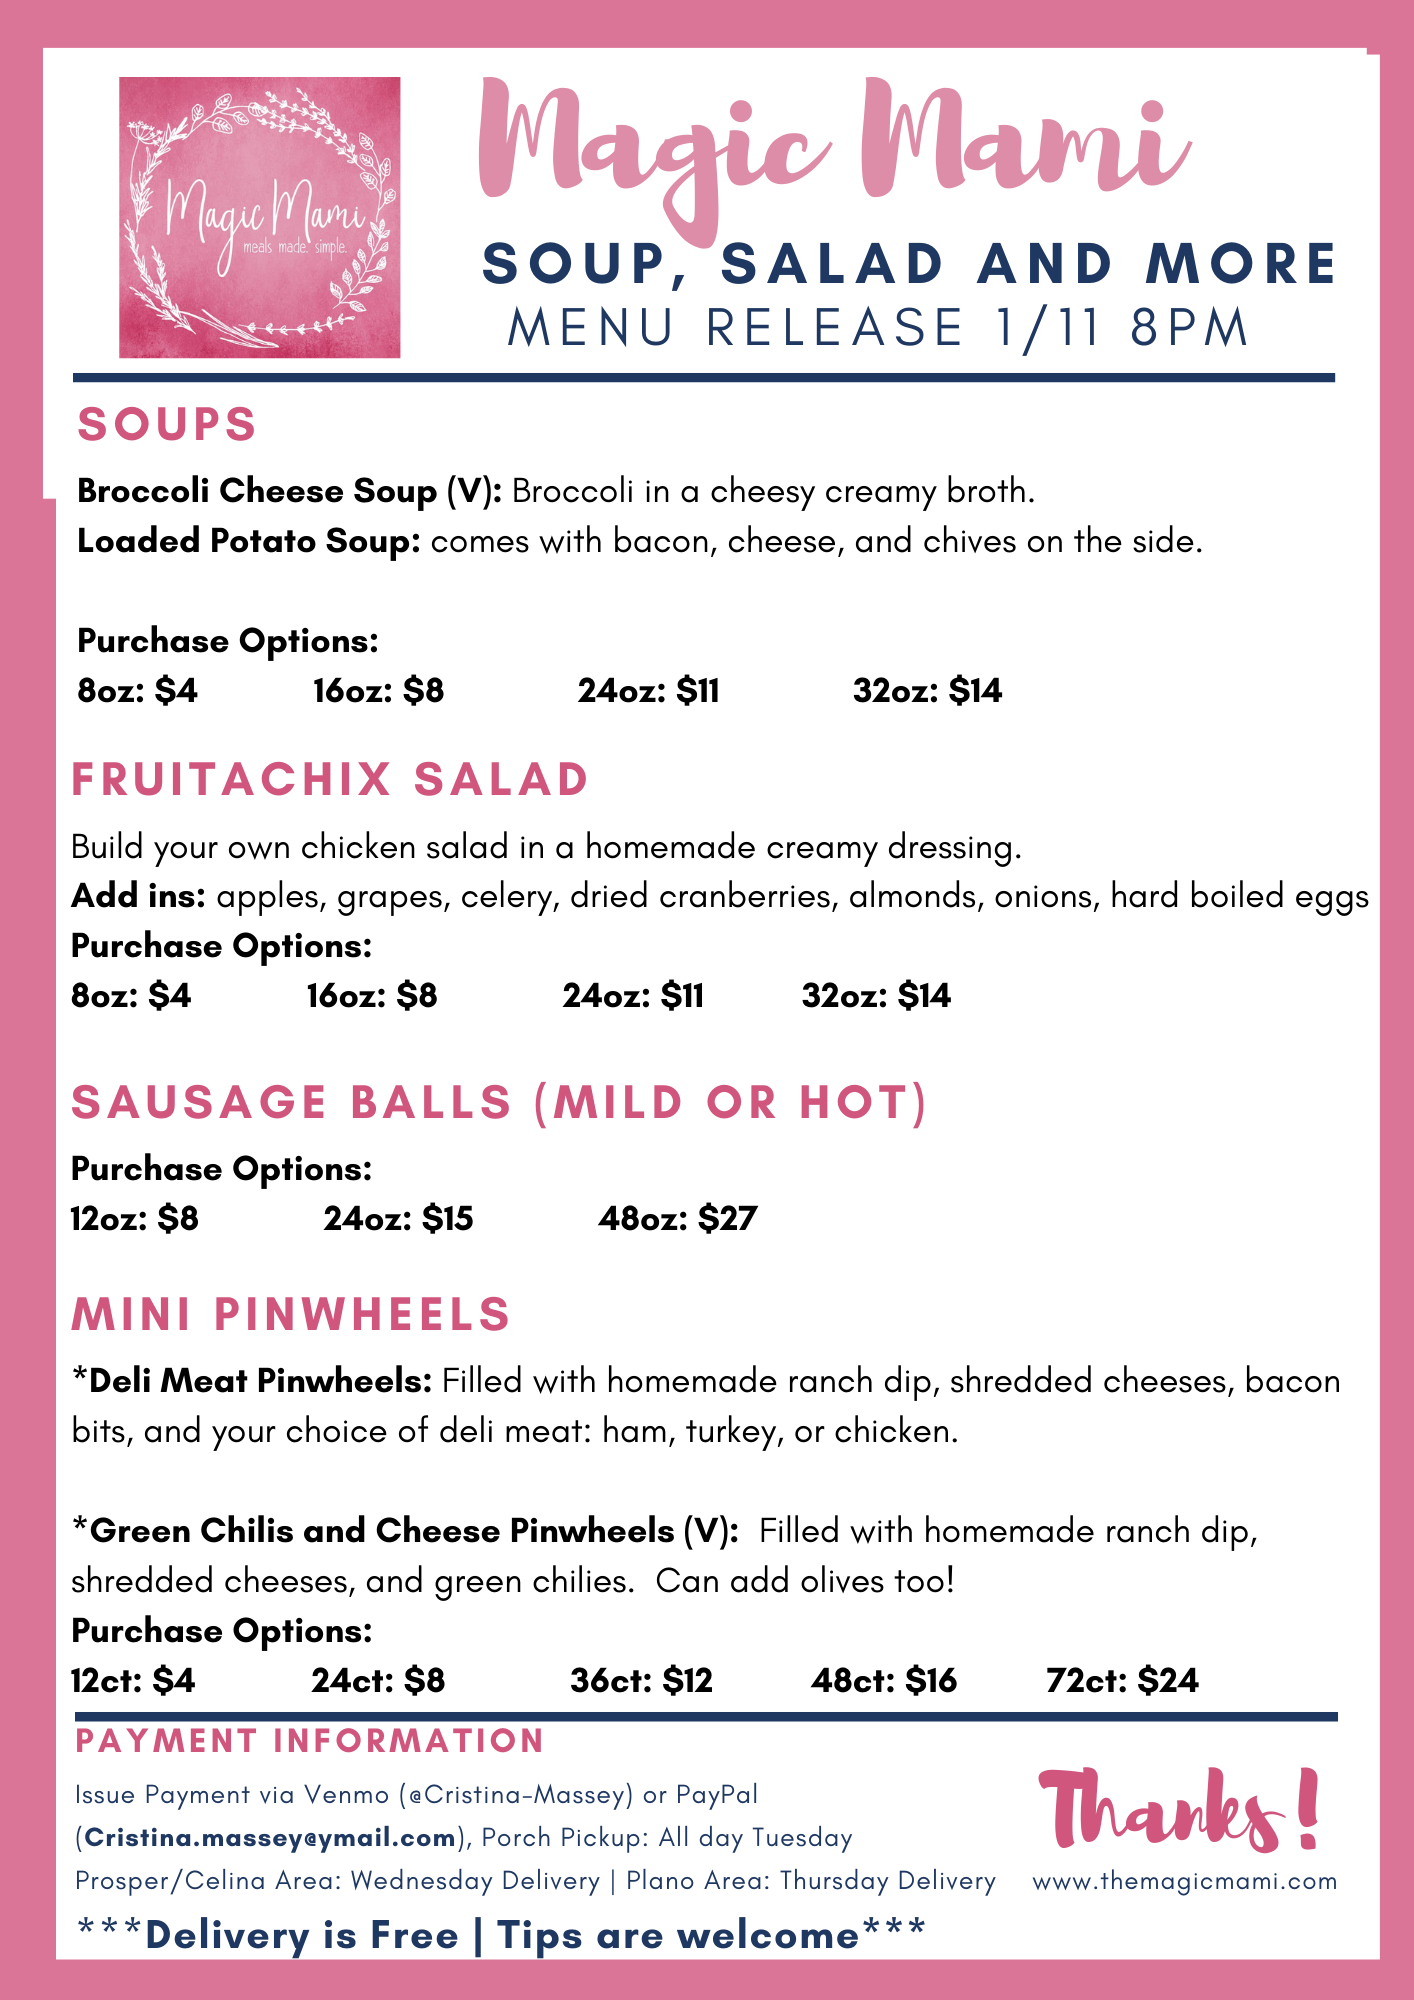 Magic Mami
meals made. simple.
Magic Mami
SOUP, SALAD AND MORE
MENU RELEASE 1/11 8PM
SOUPS
Broccoli Cheese Soup (V): Broccoli in a cheesy creamy broth.
Loaded Potato Soup: comes with bacon, cheese, and chives on the side.
Purchase Options:
8oz: $4 16oz: $8 24oz: $11 32oz: $14
FRUITACHIX SALAD
Build your own chicken salad in a homemade creamy dressing.
Add ins: apples, grapes, celery, dried cranberries, almonds, onions, hard boiled eggs
Purchase Options:
8oz: $4 16oz: $8 24oz: $11 32oz: $14
SAUSAGE BALLS (MILD OR HOT)
Purchase Options:
12oz: $8 24oz: $15 48oz: $27
MINI PINWHEELS
*Deli Meat Pinwheels: Filled with homemade ranch dip, shredded cheeses, bacon
bits, and your choice of deli meat: ham, turkey, or chicken.
*Green Chilis and Cheese Pinwheels (V): Filled with homemade ranch dip,
shredded cheeses, and green chilies. Can add olives too!
Purchase Options:
12ct: $4 24ct: $8 36ct: $12 48ct: $16 72ct: $24
PAYMENT INFORMATION
Issue Payment via Venmo (@Cristina-Massey) or PayPal
(Cristina.massey@ymail.com), Porch Pickup: All day Tuesday
Prosper/Celina Area: Wednesday Delivery | Plano Area: Thursday Delivery
***Delivery is Free | Tips are welcome***
Thanks!
www.themagicmami.com